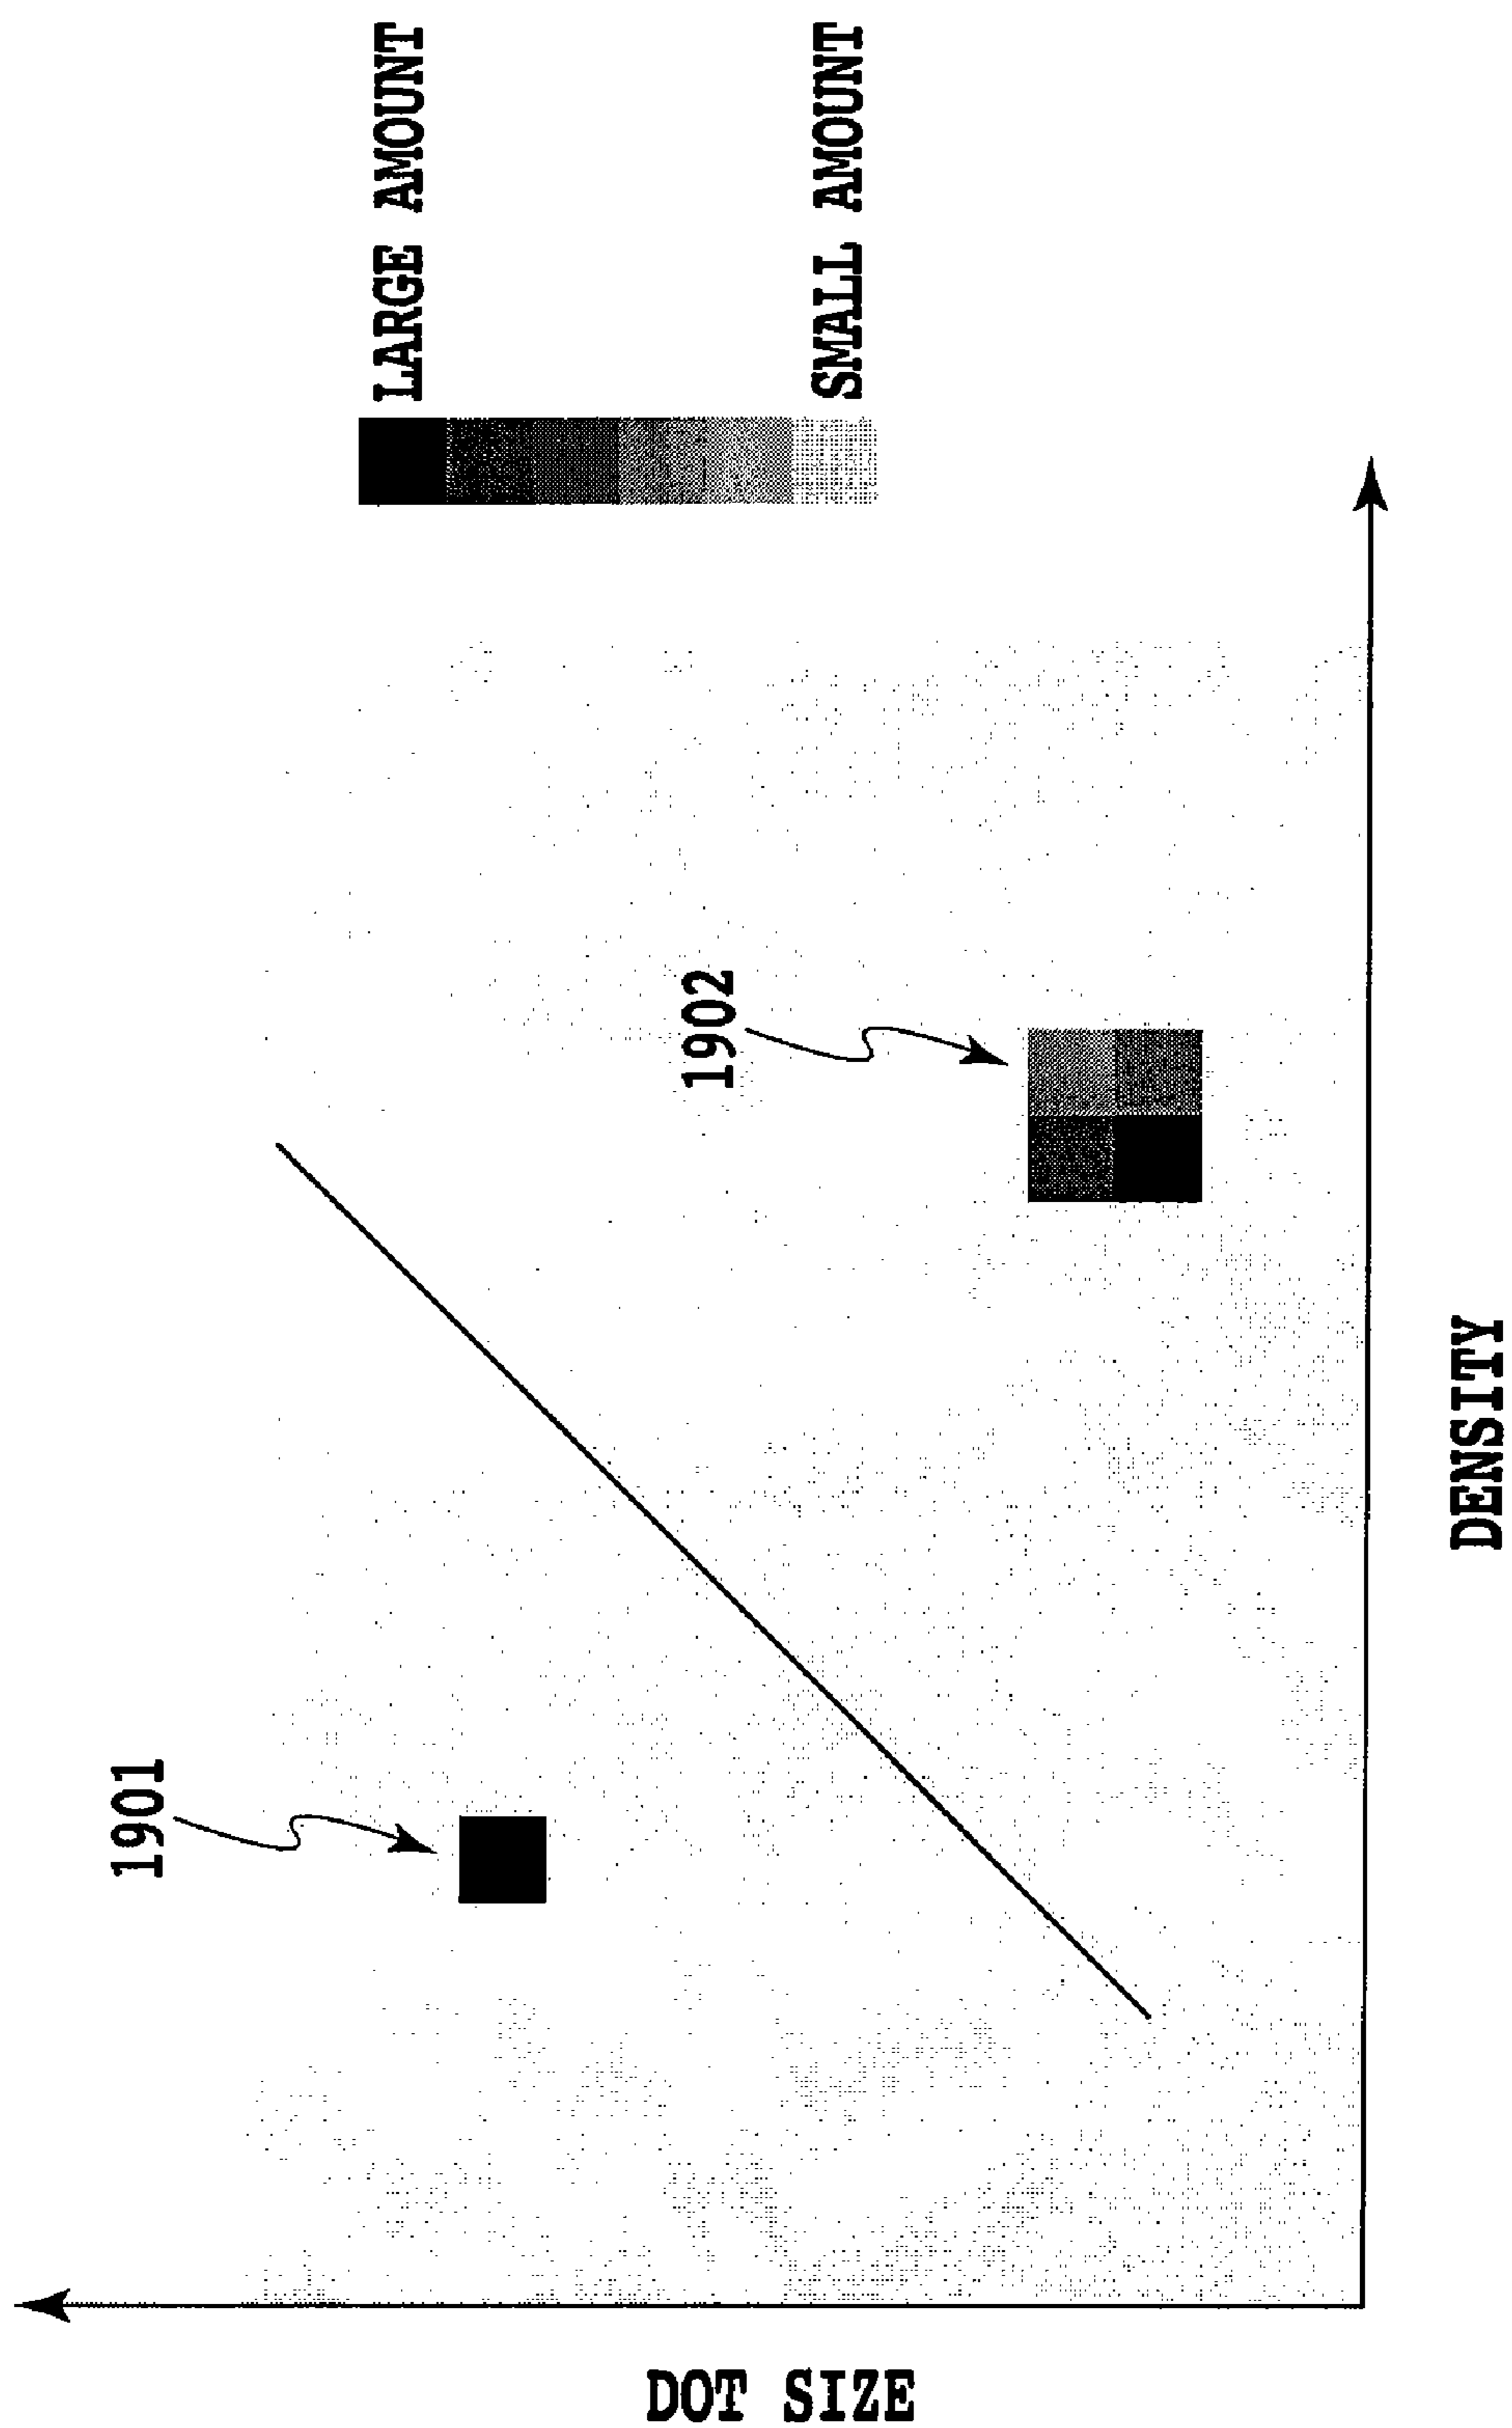 LARGE AMOUNT
SMALL AMOUNT
1901
1902
DENSITY
DOT SIZE